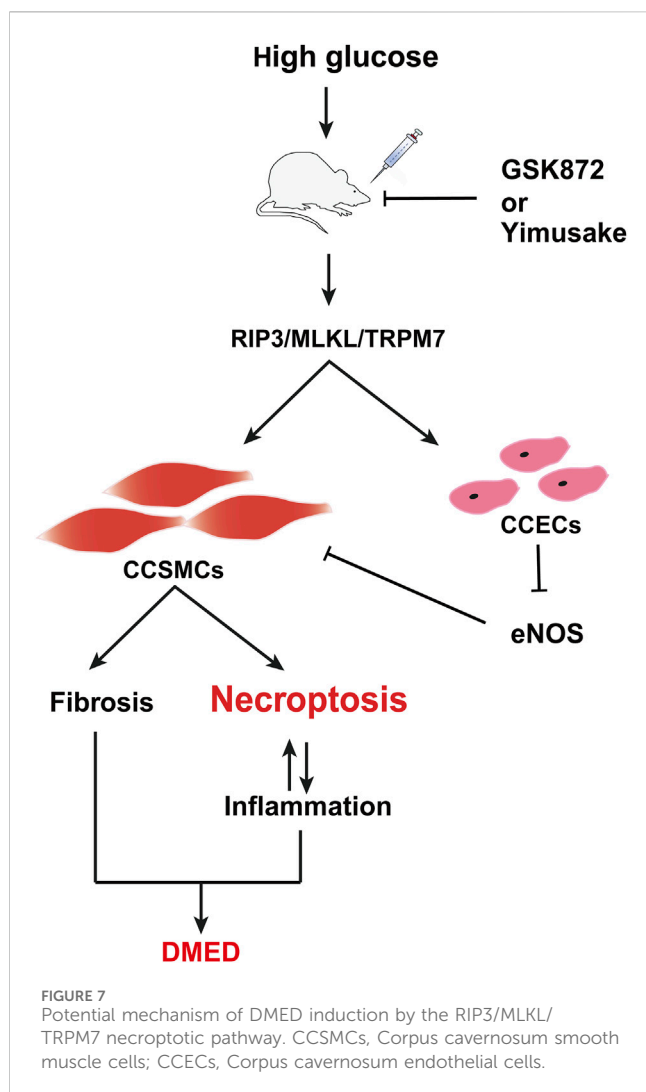 High glucose
GSK872
or
Yimusake
RIP3/MLKL/TRPM7
CCECs
CCSMCs
eNOS
Fibrosis
Necroptosis
Inflammation
DMED
FIGURE 7
Potential mechanism of DMED induction by the RIP3/MLKL/
TRPM7 necroptotic pathway. CCSMCs, Corpus cavernosum smooth
muscle cells; CCECs, Corpus cavernosum endothelial cells.